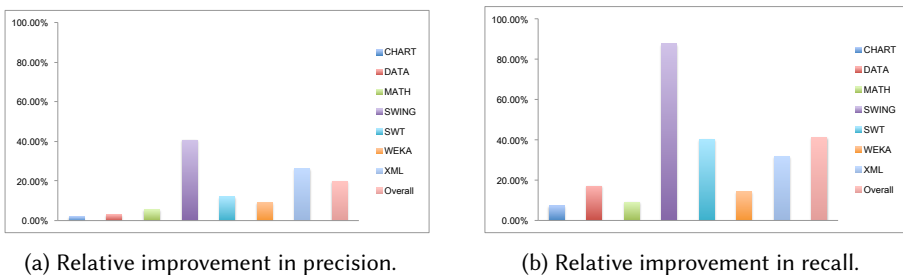 100.00%
80.00%
60.00%
40.00%
20.00%
0.00%
CHART
DATA
MATH
SWING
SWT
WEKA
XML
Overall
(a) Relative improvement in precision.
100.00%
80.00%
60.00%
40.00%
20.00%
0.00%
CHART
DATA
MATH
SWING
SWT
WEKA
XML
Overall
(b) Relative improvement in recall.